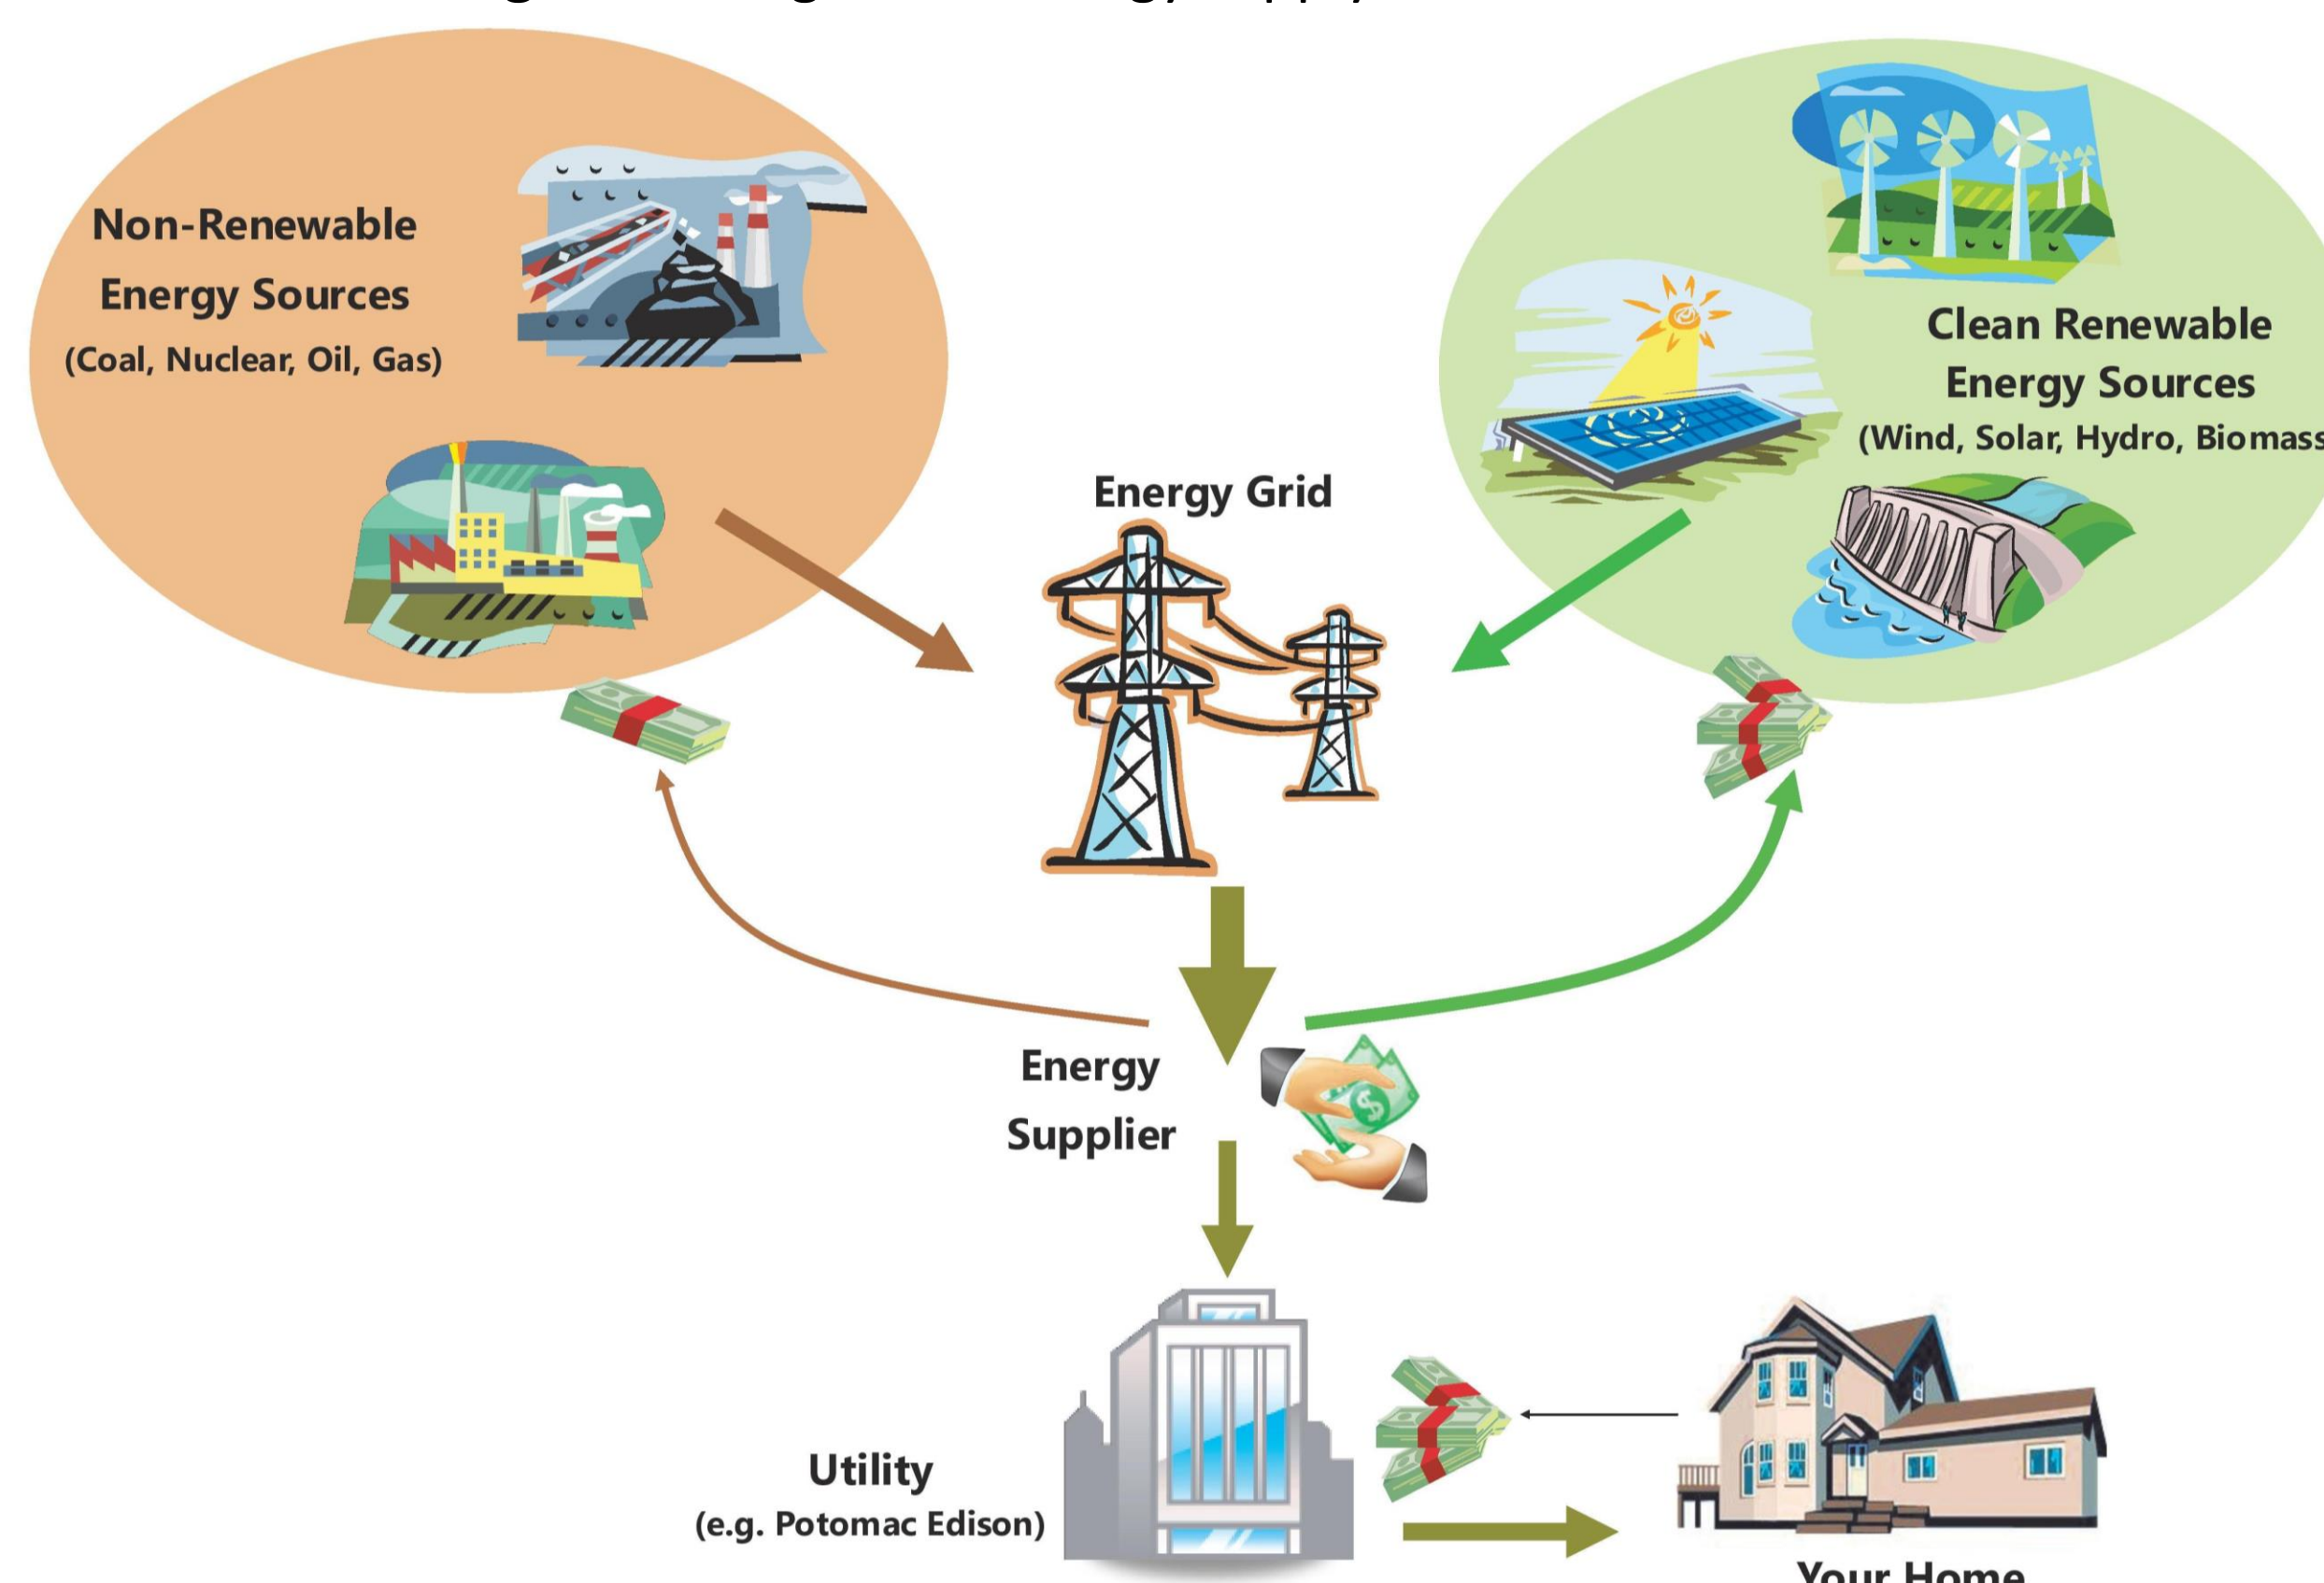 Non-Renewable
Energy Sources
(Coal, Nuclear, Oil, Gas)
Clean Renewable
Energy Sources
(Wind, Solar, Hydro, Biomass
Energy Grid
Energy
Supplier
Utility
(e.g. Potomac Edison)
Your Home